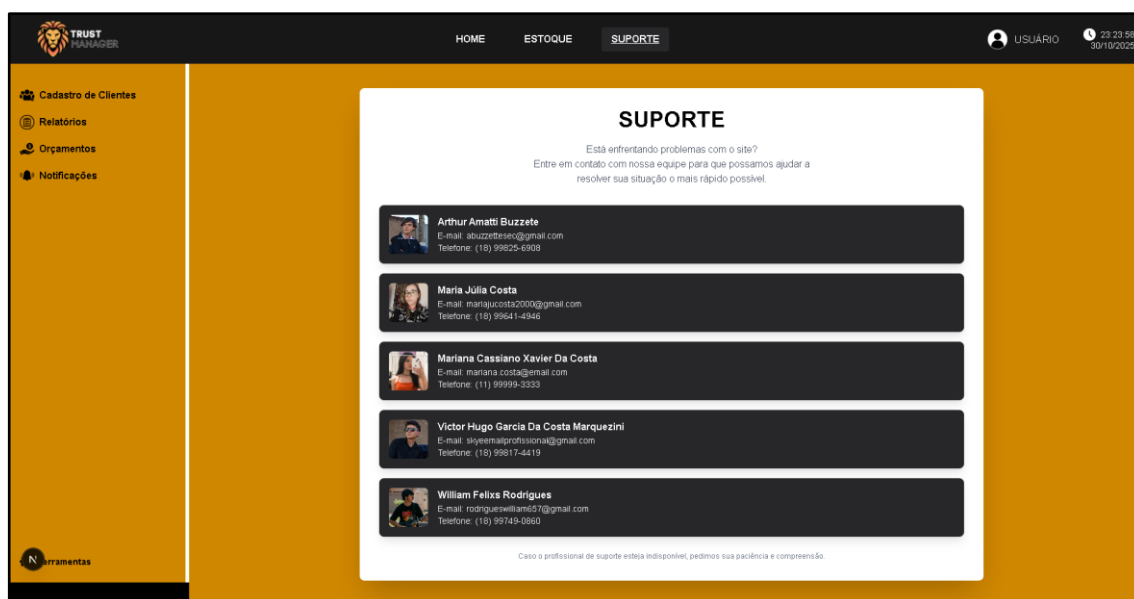 TRUST
MANAGER
HOME
ESTOQUE
SUPORTE
USUÁRIO
23:23:58
30/10/2025
Cadastro de Clientes
Relatórios
Orçamentos
Notificações
N
erramentas
SUPORTE
Está enfrentando problemas com o site?
Entre em contato com nossa equipe para que possamos ajudar a
resolver sua situação o mais rápido possível.
Arthur Amatti Buzzete
E-mail: abuzzettesec@gmail.com
Telefone: (18) 99825-6908
Maria Júlia Costa
E-mail: mariajucosta2000@gmail.com
Telefone: (18) 99641-4946
Mariana Cassiano Xavier Da Costa
E-mail: mariana.costa@email.com
Telefone: (11) 99999-3333
Victor Hugo Garcia Da Costa Marquezini
E-mail: skyeemailprofissional@gmail.com
Telefone: (18) 99817-4419
William Felixs Rodrigues
E-mail: rodrigueswilliam657@gmail.com
Telefone: (18) 99749-0860
Caso o profissional de suporte esteja indisponível, pedimos sua paciência e compreensão.